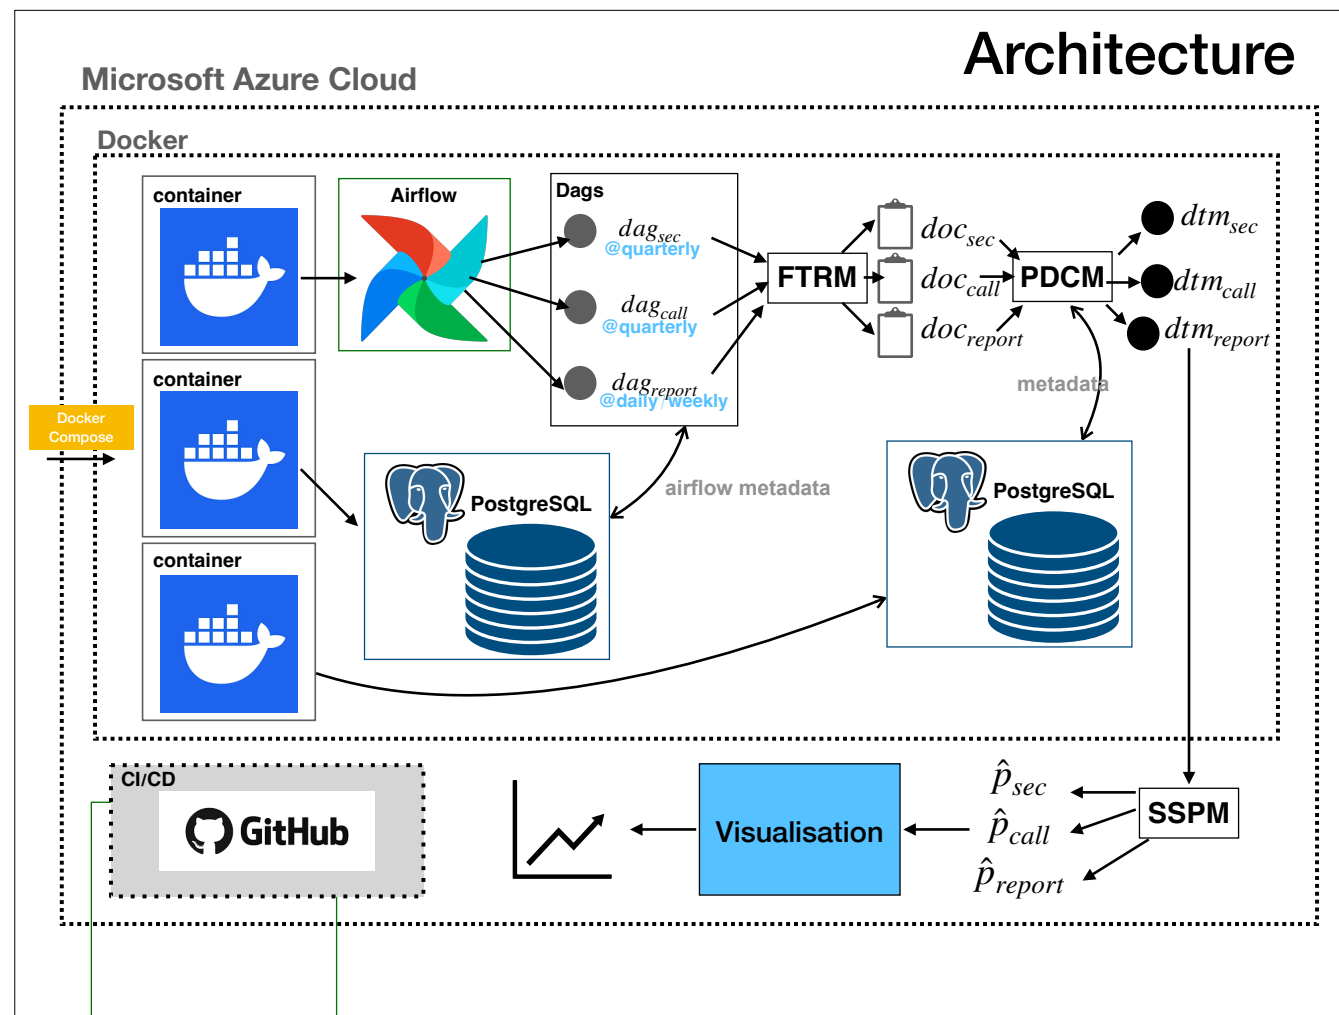 Architecture
Microsoft Azure Cloud
Docker
container
Airflow
Dags
dag_sec
@quarterly
dag_call
@quarterly
dag_report
@daily/weekly
FTRM
doc_sec
doc_call
doc_report
PDCM
dtm_sec
dtm_call
dtm_report
metadata
container
Docker
Compose
PostgreSQL
airflow metadata
PostgreSQL
container
CI/CD
GitHub
Visualisation
p̂_sec
p̂_call
p̂_report
SSPM